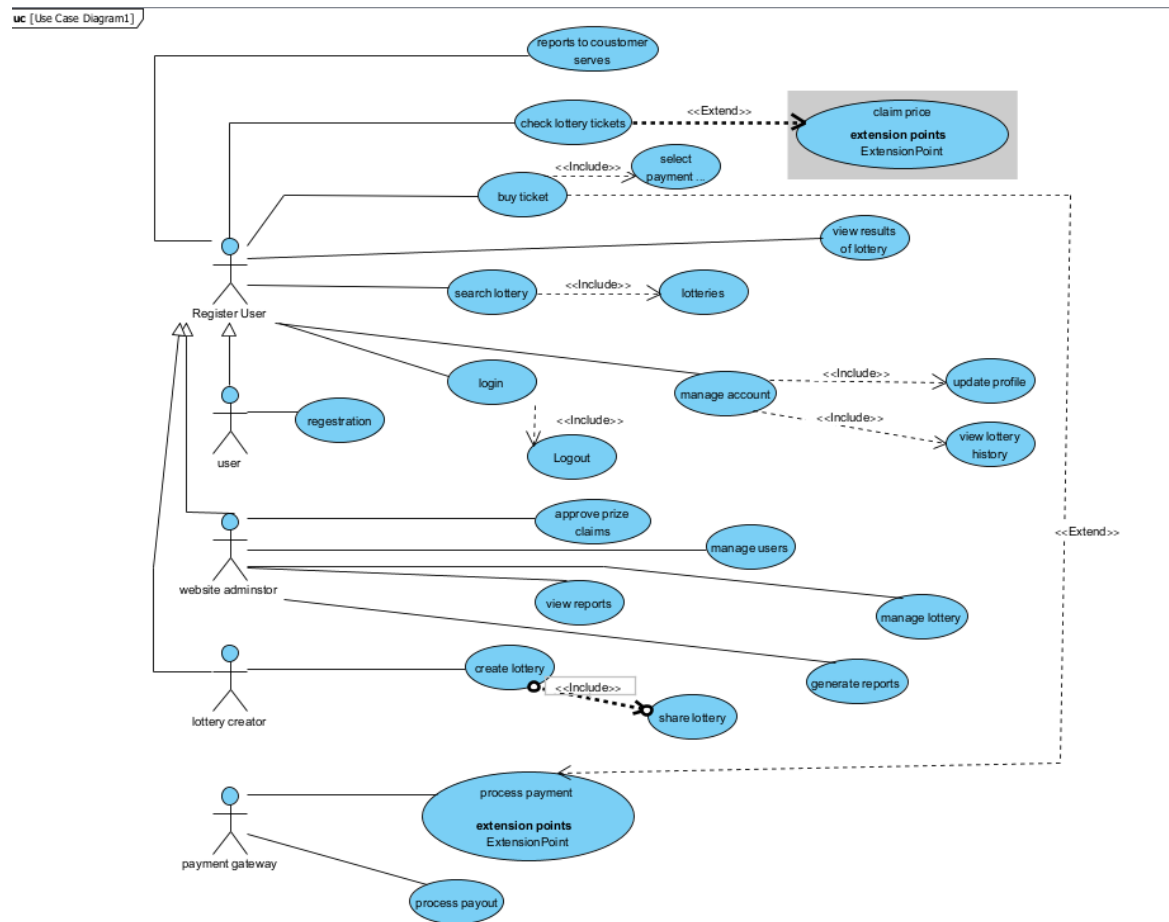 uc [Use Case Diagram1]
reports to coustomer
serves
check lottery tickets
<<Extend>>
claim price
extension points
ExtensionPoint
<<Include>>
select
payment ...
buy ticket
view results
of lottery
search lottery
<<Include>>
lotteries
Register User
login
manage account
<<Include>>
update profile
<<Include>>
view lottery
history
regestration
<<Include>>
Logout
user
approve prize
claims
manage users
<<Extend>>
website adminstor
view reports
manage lottery
create lottery
<<Include>>
generate reports
share lottery
lottery creator
process payment
extension points
ExtensionPoint
payment gateway
process payout